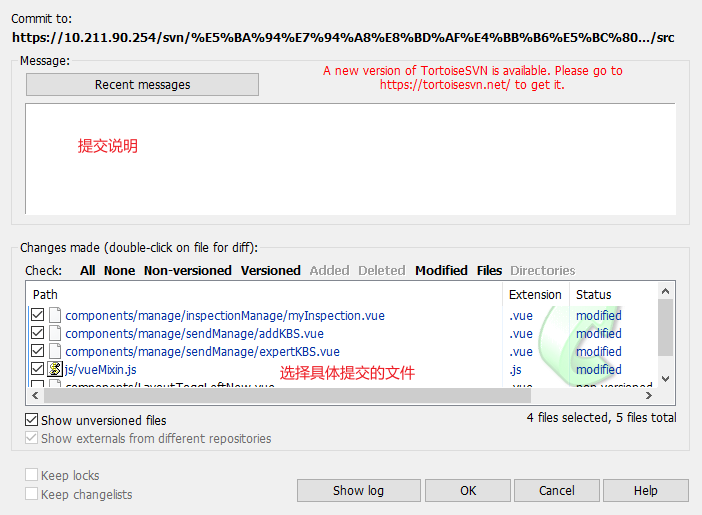 Commit to:
https://10.211.90.254/svn/%E5%BA%94%E7%94%A8%E8%BD%AF%E4%BB%B6%E5%BC%80.../src
Message:
Recent messages
A new version of TortoiseSVN is available. Please go to
https://tortoisesvn.net/ to get it.
提交说明
Changes made (double-click on file for diff):
Check: All None Non-versioned Versioned Added Deleted Modified Files Directories
Path Extension Status
components/manage/inspectionManage/myInspection.vue .vue modified
components/manage/sendManage/addKBS.vue .vue modified
components/manage/sendManage/expertKBS.vue .vue modified
js/vueMixin.js .js modified
选择具体提交的文件
Show unversioned files
4 files selected, 5 files total
Show externals from different repositories
Keep locks
Keep changelists
Show log
OK
Cancel
Help